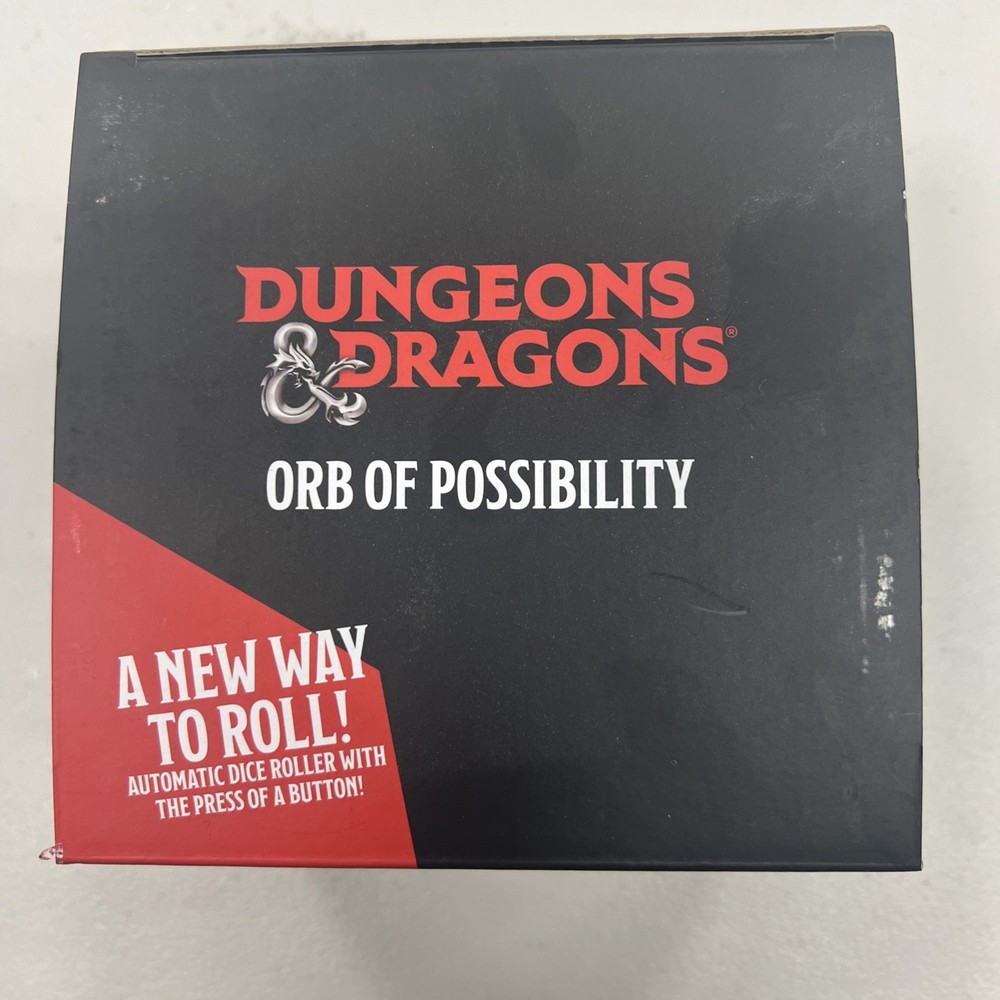 DUNGEONS
& DRAGONS®
ORB OF POSSIBILITY
A NEW WAY
TO ROLL!
AUTOMATIC DICE ROLLER WITH
THE PRESS OF A BUTTON!